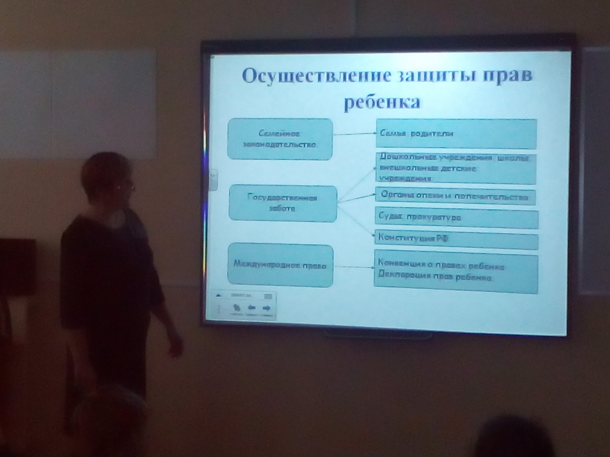 Осуществление защиты прав
ребенка
Семейное
законодательство
Семья родители
Государственная
забота
Дошкольные учреждения школы
внешкольные детские
учреждения
Органы опеки и попечительства
Суды, прокуратура
Конституция РФ
Международное право
Конвенция о правах ребенка
Декларация прав ребенка